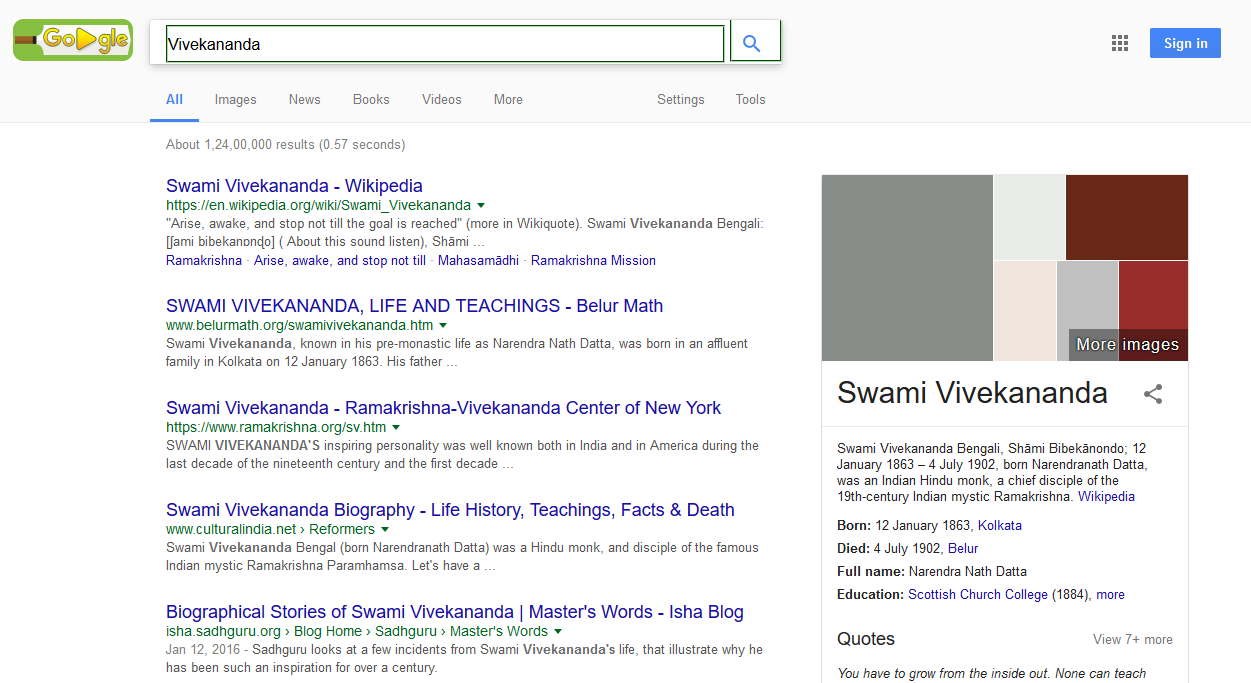 Google
Vivekananda
Sign in
All Images News Books Videos More Settings Tools
About 1,24,00,000 results (0.57 seconds)
Swami Vivekananda - Wikipedia
https://en.wikipedia.org/wiki/Swami_Vivekananda
"Arise, awake, and stop not till the goal is reached" (more in Wikiquote). Swami Vivekananda Bengali:
[ʃami bibekanɒnɖo] ( About this sound listen), Shāmi ...
Ramakrishna · Arise, awake, and stop not till · Mahasamādhi · Ramakrishna Mission
SWAMI VIVEKANANDA, LIFE AND TEACHINGS - Belur Math
www.belurmath.org/swamivivekananda.htm
Swami Vivekananda, known in his pre-monastic life as Narendra Nath Datta, was born in an affluent
family in Kolkata on 12 January 1863. His father ...
Swami Vivekananda - Ramakrishna-Vivekananda Center of New York
https://www.ramakrishna.org/sv.htm
SWAMI VIVEKANANDA'S inspiring personality was well known both in India and in America during the
last decade of the nineteenth century and the first decade ...
Swami Vivekananda Biography - Life History, Teachings, Facts & Death
www.culturalindia.net › Reformers
Swami Vivekananda Bengal (born Narendranath Datta) was a Hindu monk, and disciple of the famous
Indian mystic Ramakrishna Paramhamsa. Let's have a ...
Biographical Stories of Swami Vivekananda | Master's Words - Isha Blog
isha.sadhguru.org › Blog Home › Sadhguru › Master's Words
Jan 12, 2016 - Sadhguru looks at a few incidents from Swami Vivekananda's life, that illustrate why he
has been such an inspiration for over a century.
More images
Swami Vivekananda
Swami Vivekananda Bengali, Shāmi Bibekānondo; 12
January 1863 – 4 July 1902, born Narendranath Datta,
was an Indian Hindu monk, a chief disciple of the
19th-century Indian mystic Ramakrishna. Wikipedia
Born: 12 January 1863, Kolkata
Died: 4 July 1902, Belur
Full name: Narendra Nath Datta
Education: Scottish Church College (1884), more
Quotes View 7+ more
You have to grow from the inside out. None can teach